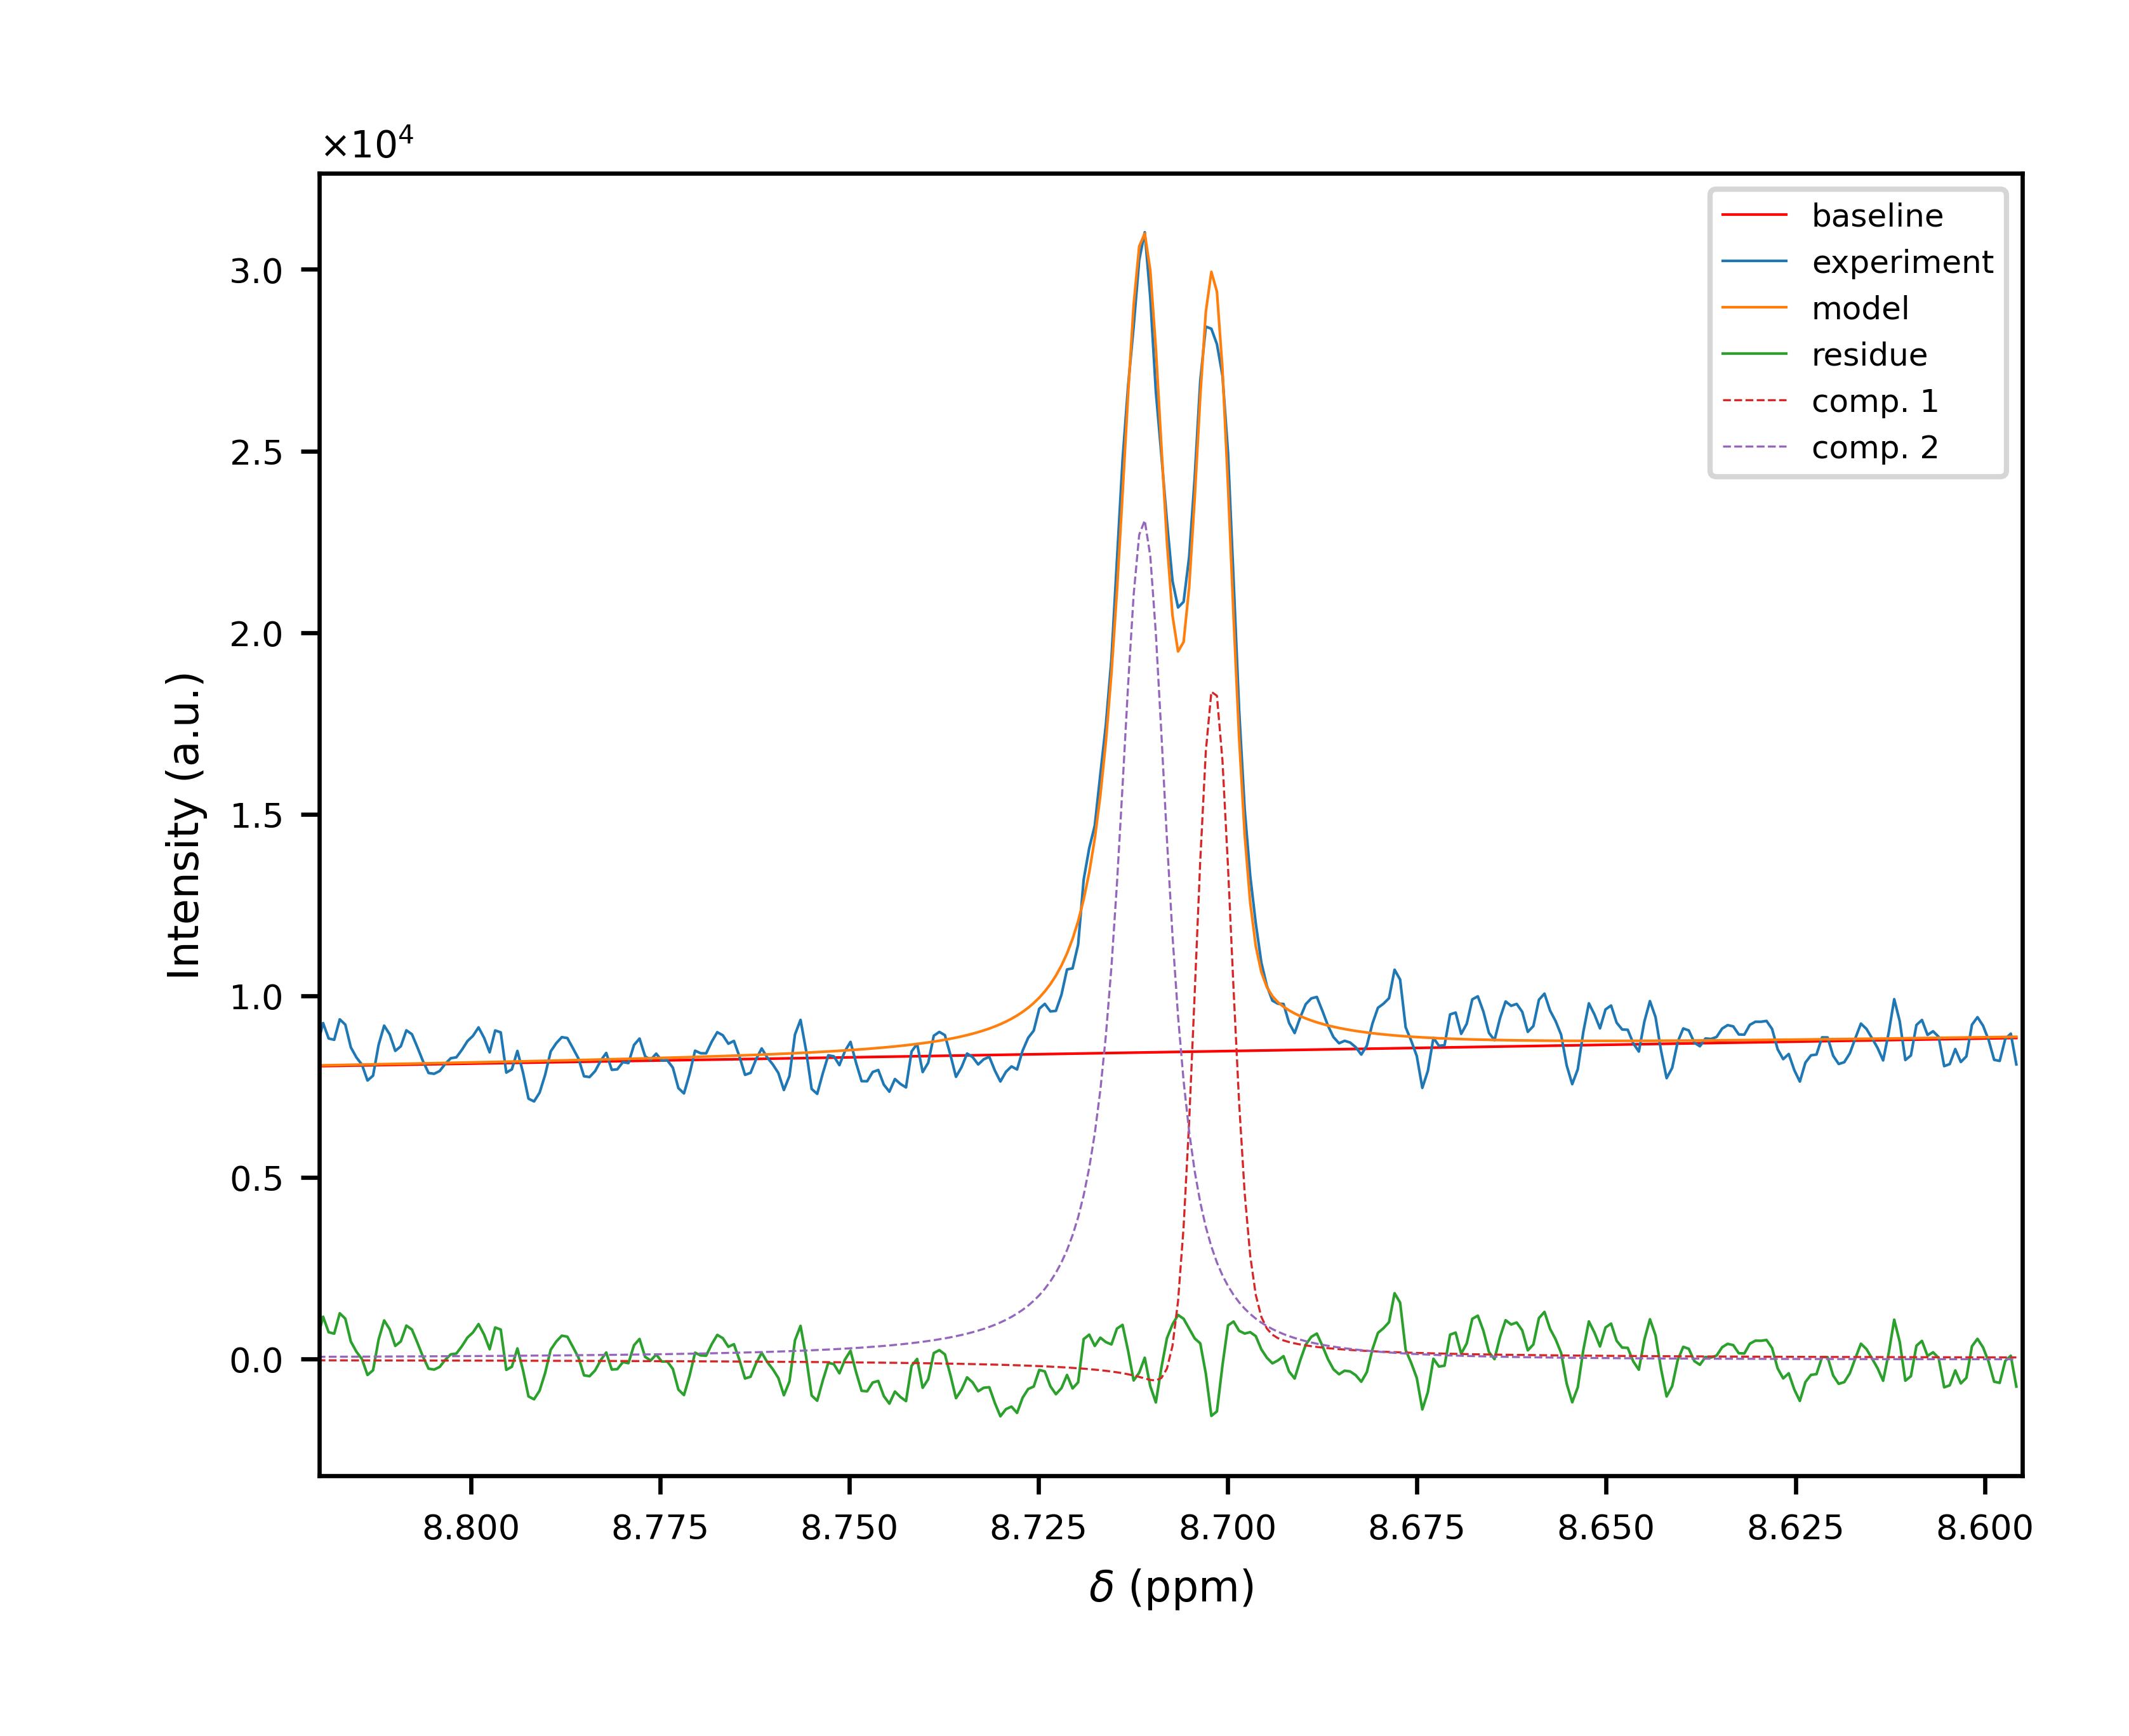 ×10⁴
baseline
experiment
model
residue
comp. 1
comp. 2
3.0
2.5
2.0
1.5
1.0
0.5
0.0
Intensity (a.u.)
8.800 8.775 8.750 8.725 8.700 8.675 8.650 8.625 8.600
δ (ppm)